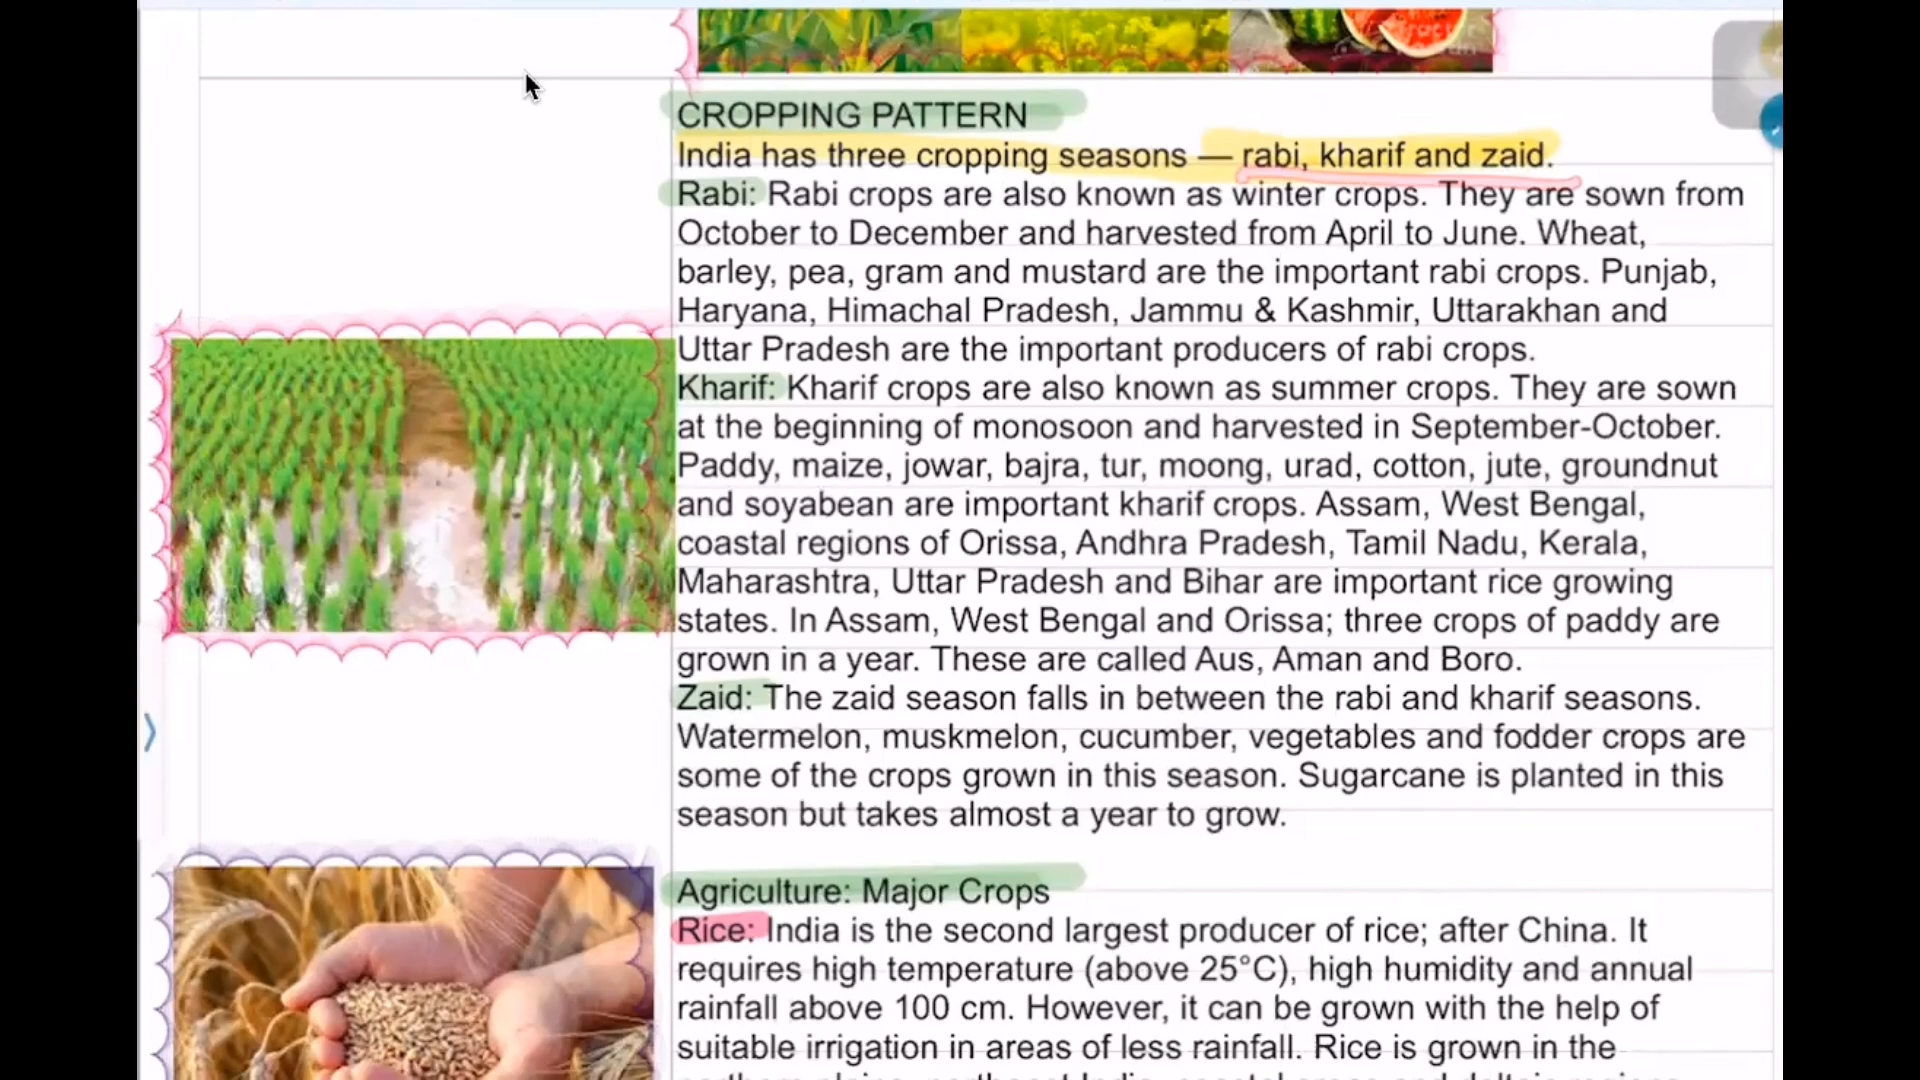 CROPPING PATTERN
India has three cropping seasons — rabi, kharif and zaid.
Rabi: Rabi crops are also known as winter crops. They are sown from
October to December and harvested from April to June. Wheat,
barley, pea, gram and mustard are the important rabi crops. Punjab,
Haryana, Himachal Pradesh, Jammu & Kashmir, Uttarakhan and
Uttar Pradesh are the important producers of rabi crops.
Kharif: Kharif crops are also known as summer crops. They are sown
at the beginning of monosoon and harvested in September-October.
Paddy, maize, jowar, bajra, tur, moong, urad, cotton, jute, groundnut
and soyabean are important kharif crops. Assam, West Bengal,
coastal regions of Orissa, Andhra Pradesh, Tamil Nadu, Kerala,
Maharashtra, Uttar Pradesh and Bihar are important rice growing
states. In Assam, West Bengal and Orissa; three crops of paddy are
grown in a year. These are called Aus, Aman and Boro.
Zaid: The zaid season falls in between the rabi and kharif seasons.
Watermelon, muskmelon, cucumber, vegetables and fodder crops are
some of the crops grown in this season. Sugarcane is planted in this
season but takes almost a year to grow.
Agriculture: Major Crops
Rice: India is the second largest producer of rice; after China. It
requires high temperature (above 25°C), high humidity and annual
rainfall above 100 cm. However, it can be grown with the help of
suitable irrigation in areas of less rainfall. Rice is grown in the